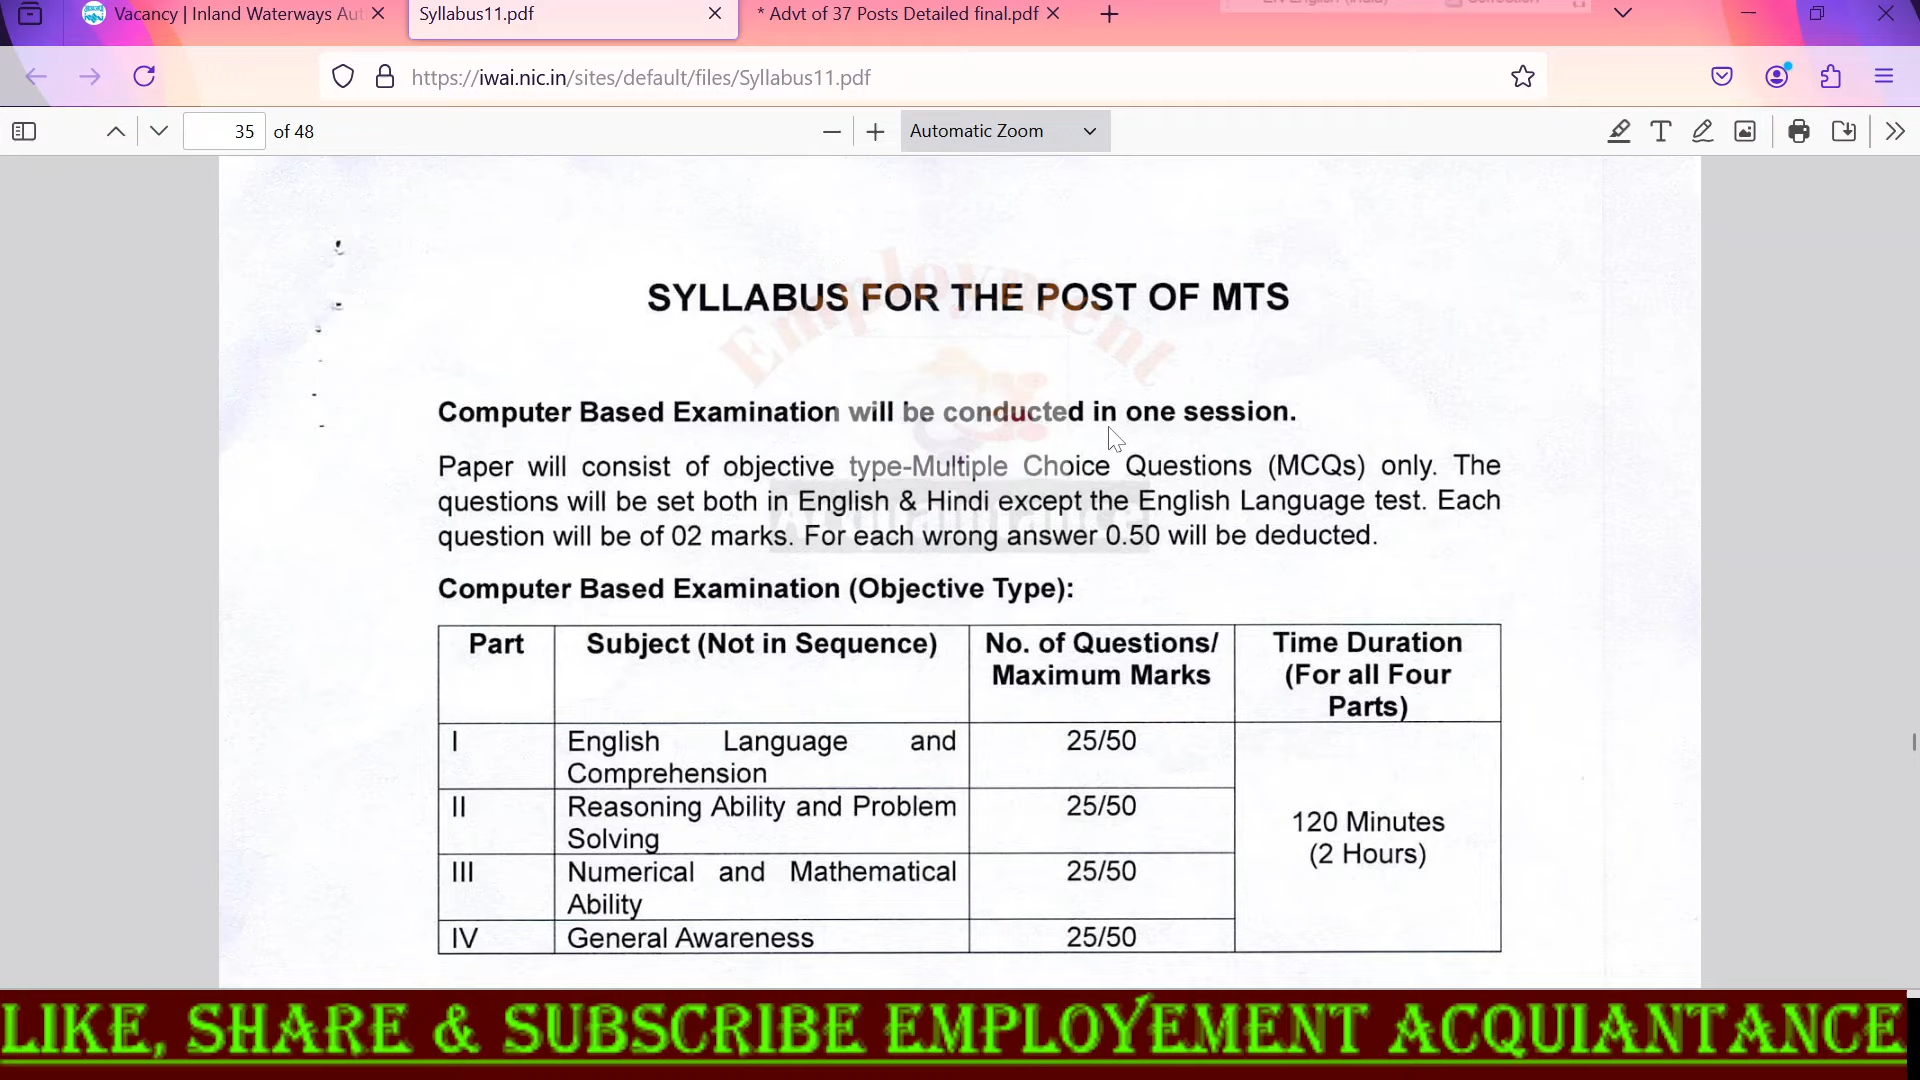 Vacancy | Inland Waterways Aut
Syllabus11.pdf
* Advt of 37 Posts Detailed final.pdf
https://iwai.nic.in/sites/default/files/Syllabus11.pdf
35 of 48
Automatic Zoom
Employment
SYLLABUS FOR THE POST OF MTS
Computer Based Examination will be conducted in one session.
Paper will consist of objective type-Multiple Choice Questions (MCQs) only. The
questions will be set both in English & Hindi except the English Language test. Each
Acquaintance
question will be of 02 marks. For each wrong answer 0.50 will be deducted.
Computer Based Examination (Objective Type):
Part Subject (Not in Sequence) No. of Questions/ Maximum Marks Time Duration (For all Four Parts)
I English Language and Comprehension 25/50
II Reasoning Ability and Problem Solving 25/50
120 Minutes
(2 Hours)
III Numerical and Mathematical Ability 25/50
IV General Awareness 25/50
LIKE, SHARE & SUBSCRIBE EMPLOYEMENT ACQUIANTANCE